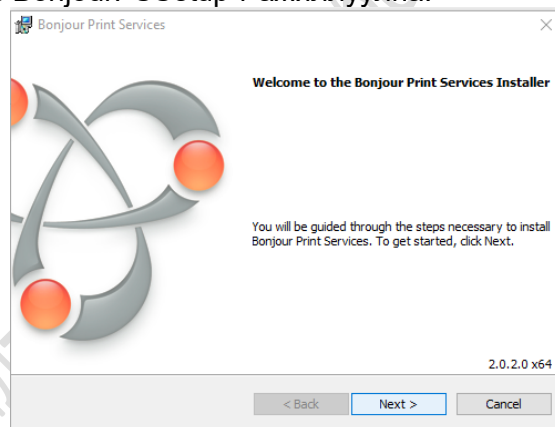 Bonjour Print Services
Welcome to the Bonjour Print Services Installer
You will be guided through the steps necessary to install
Bonjour Print Services. To get started, click Next.
2.0.2.0 x64
< Back
Next >
Cancel